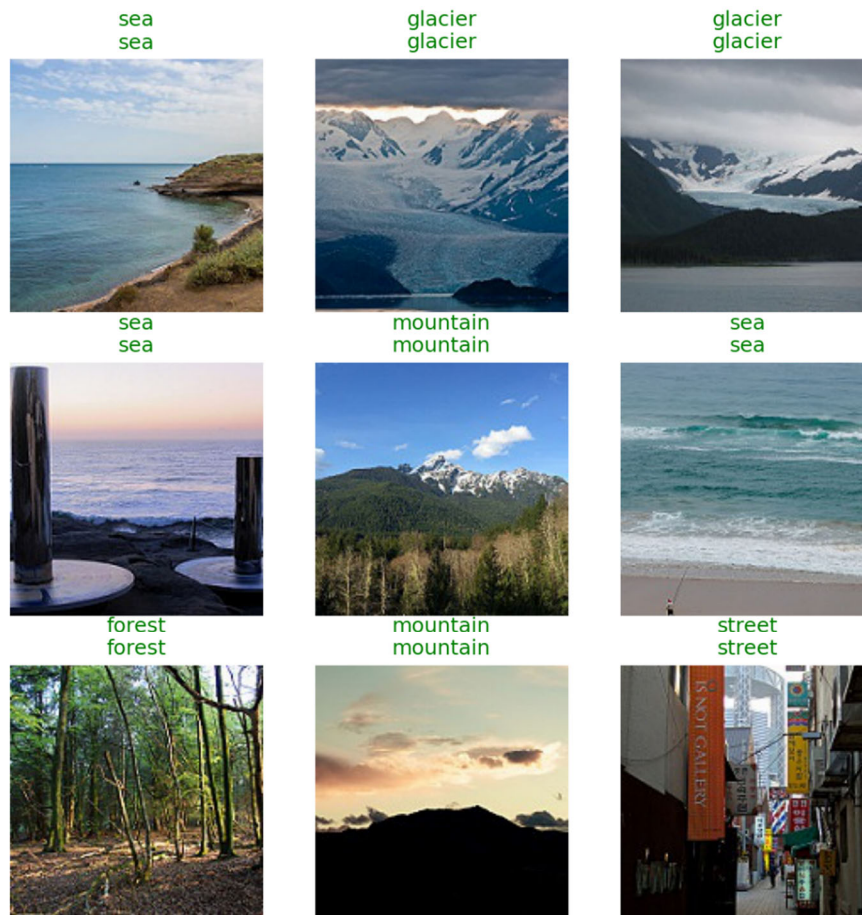 sea
sea
glacier
glacier
glacier
glacier
sea
sea
mountain
mountain
sea
sea
forest
forest
mountain
mountain
street
street
IS NOT GALLERY